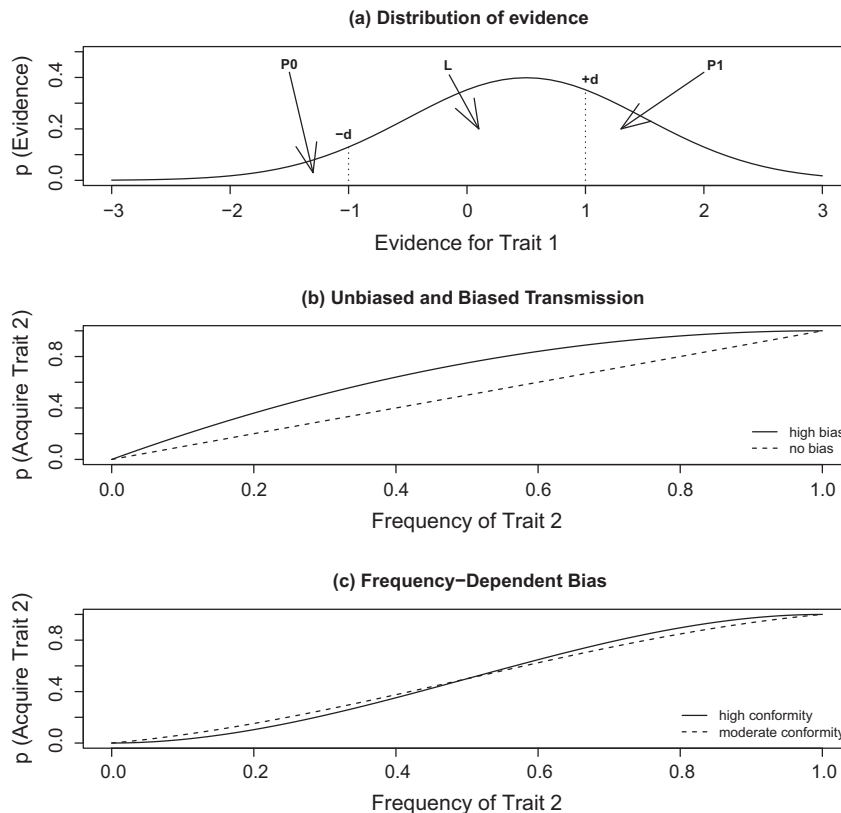 (a) Distribution of evidence
p (Evidence)
0.0 0.2 0.4
P0
L
+d
P1
−d
−3 −2 −1 0 1 2 3
Evidence for Trait 1
(b) Unbiased and Biased Transmission
p (Acquire Trait 2)
0.0 0.4 0.8
high bias
no bias
0.0 0.2 0.4 0.6 0.8 1.0
Frequency of Trait 2
(c) Frequency−Dependent Bias
p (Acquire Trait 2)
0.0 0.4 0.8
high conformity
moderate conformity
0.0 0.2 0.4 0.6 0.8 1.0
Frequency of Trait 2